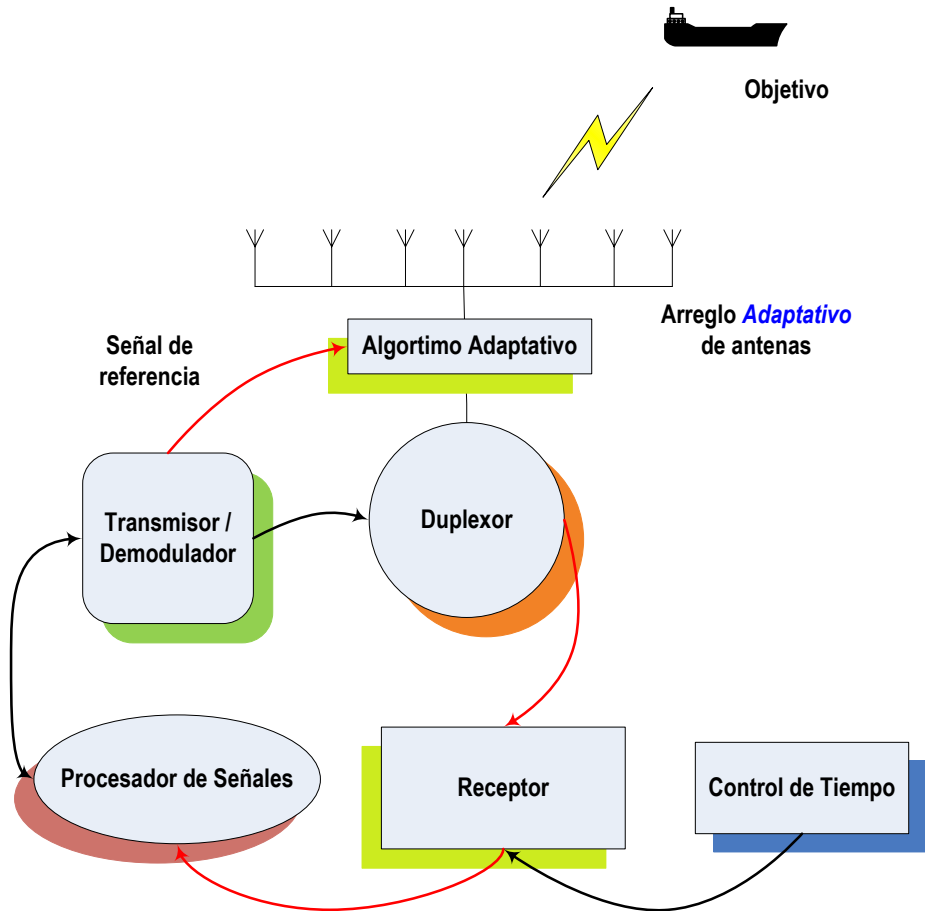 Objetivo
Arreglo Adaptativo
de antenas
Señal de
referencia
Algortimo Adaptativo
Transmisor /
Demodulador
Duplexor
Procesador de Señales
Receptor
Control de Tiempo